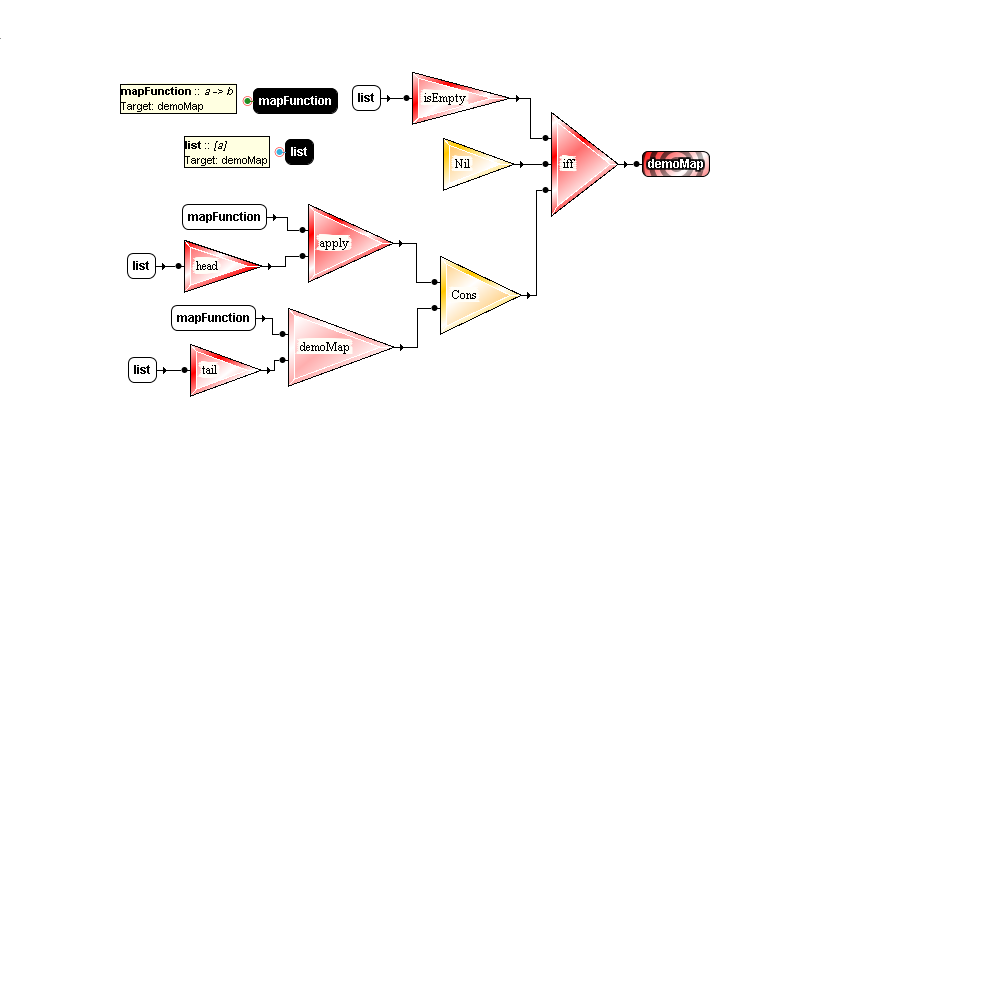 mapFunction :: a -> b
Target: demoMap
mapFunction
list
isEmpty
list :: [a]
Target: demoMap
list
Nil
iff
demoMap
mapFunction
apply
list
head
Cons
mapFunction
demoMap
list
tail